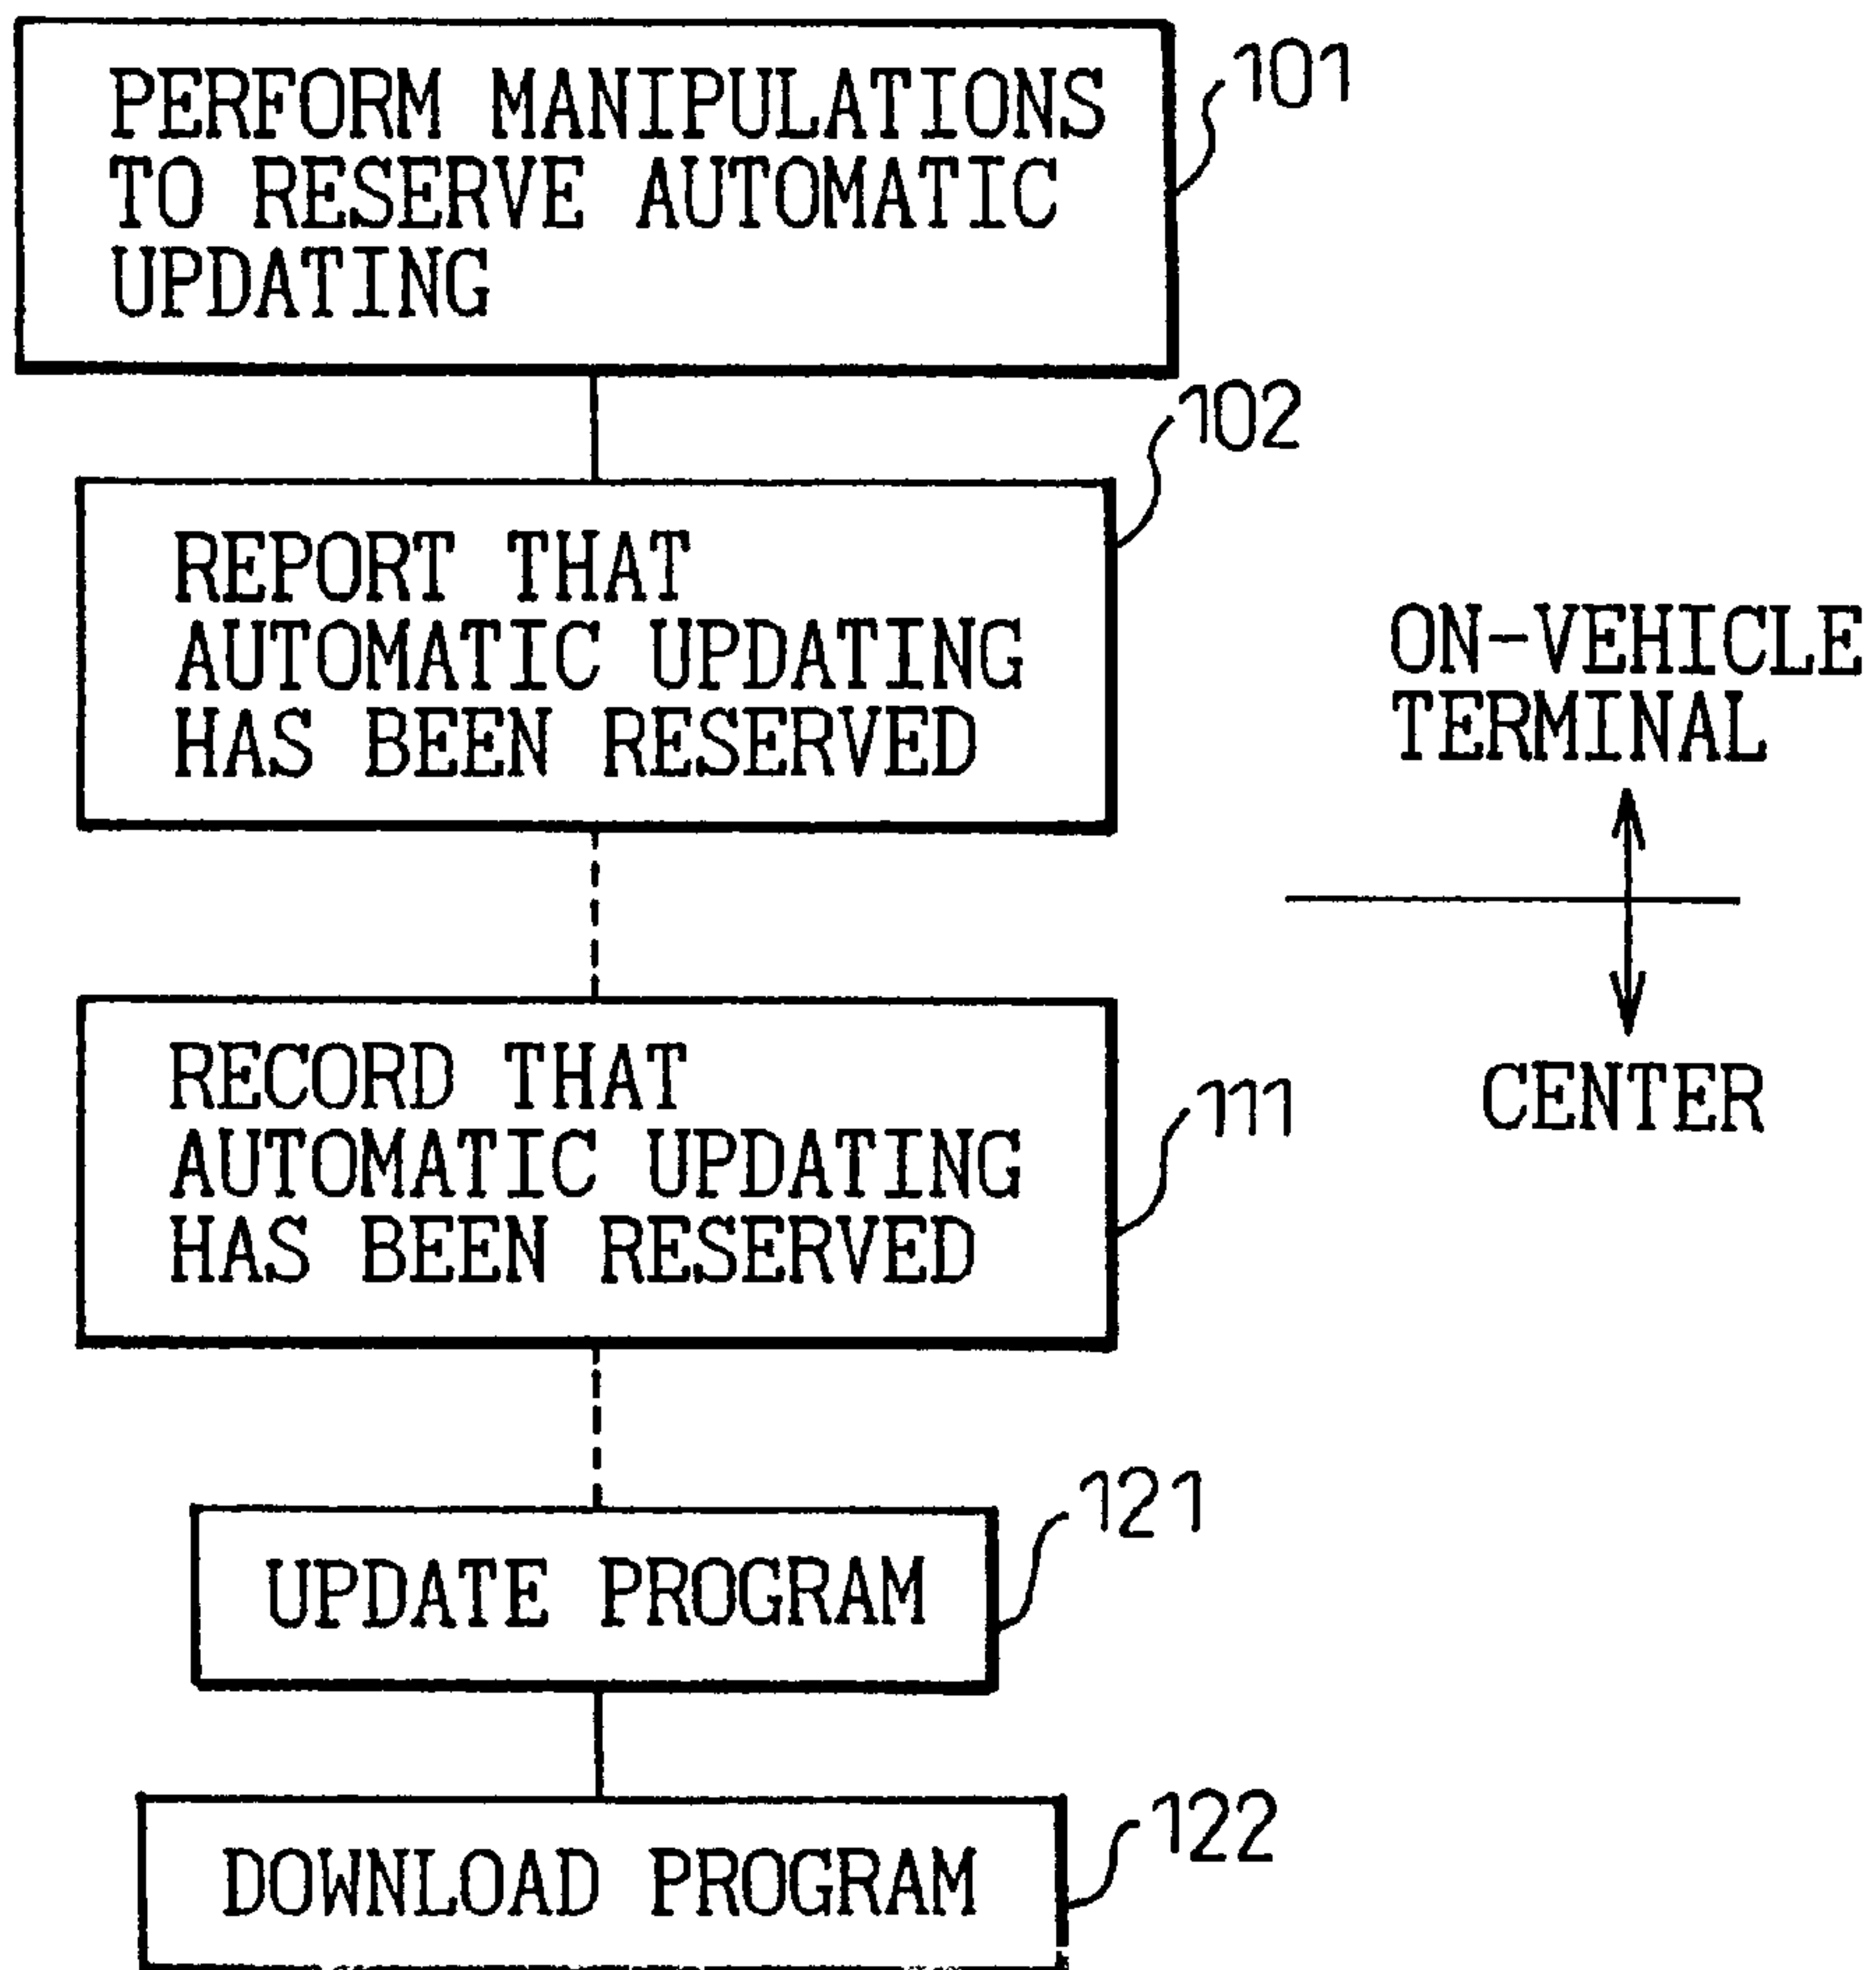 PERFORM MANIPULATIONS
TO RESERVE AUTOMATIC
UPDATING
101
102
REPORT THAT
AUTOMATIC UPDATING
HAS BEEN RESERVED
ON-VEHICLE
TERMINAL
CENTER
RECORD THAT
AUTOMATIC UPDATING
HAS BEEN RESERVED
111
121
UPDATE PROGRAM
122
DOWNLOAD PROGRAM